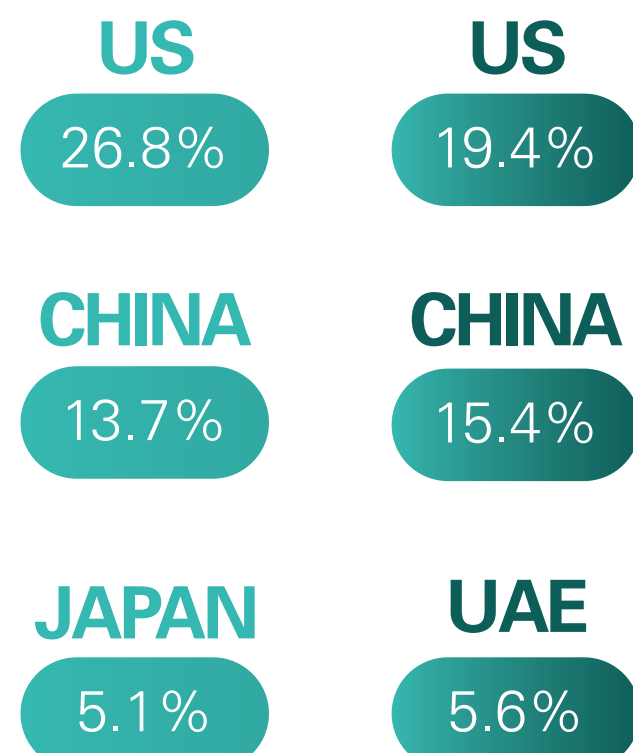 US US
26.8% 19.4%
CHINA CHINA
13.7% 15.4%
JAPAN UAE
5.1% 5.6%